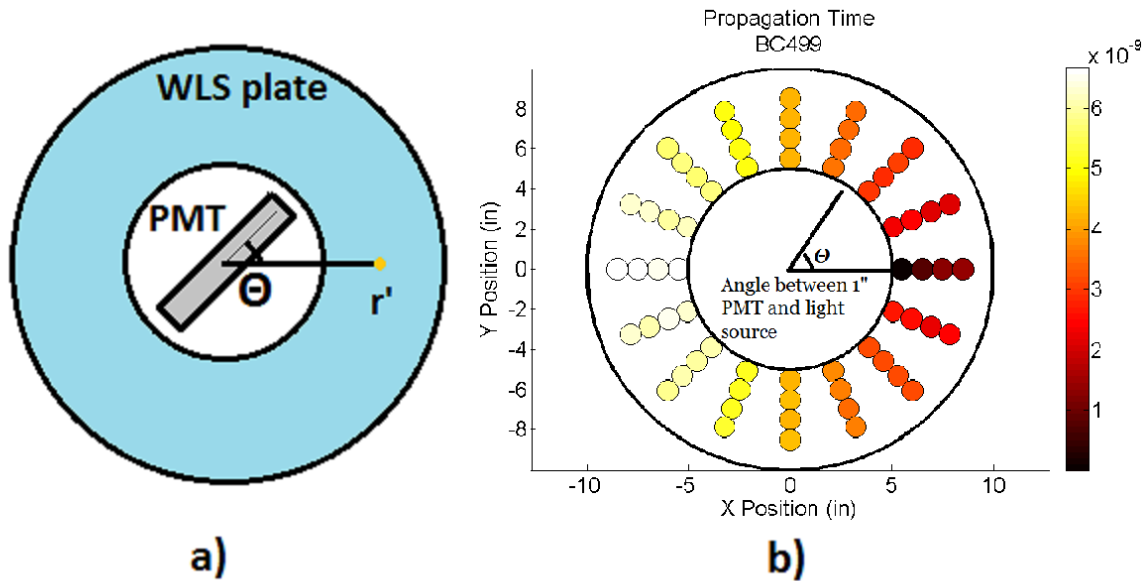 WLS plate
PMT
Θ
r'
a)
Propagation Time
BC499
x 10⁻⁹
Y Position (in)
8
6
4
2
0
-2
-4
-6
-8
Θ
Angle between 1"
PMT and light
source
-10 -5 0 5 10
X Position (in)
6
5
4
3
2
1
b)